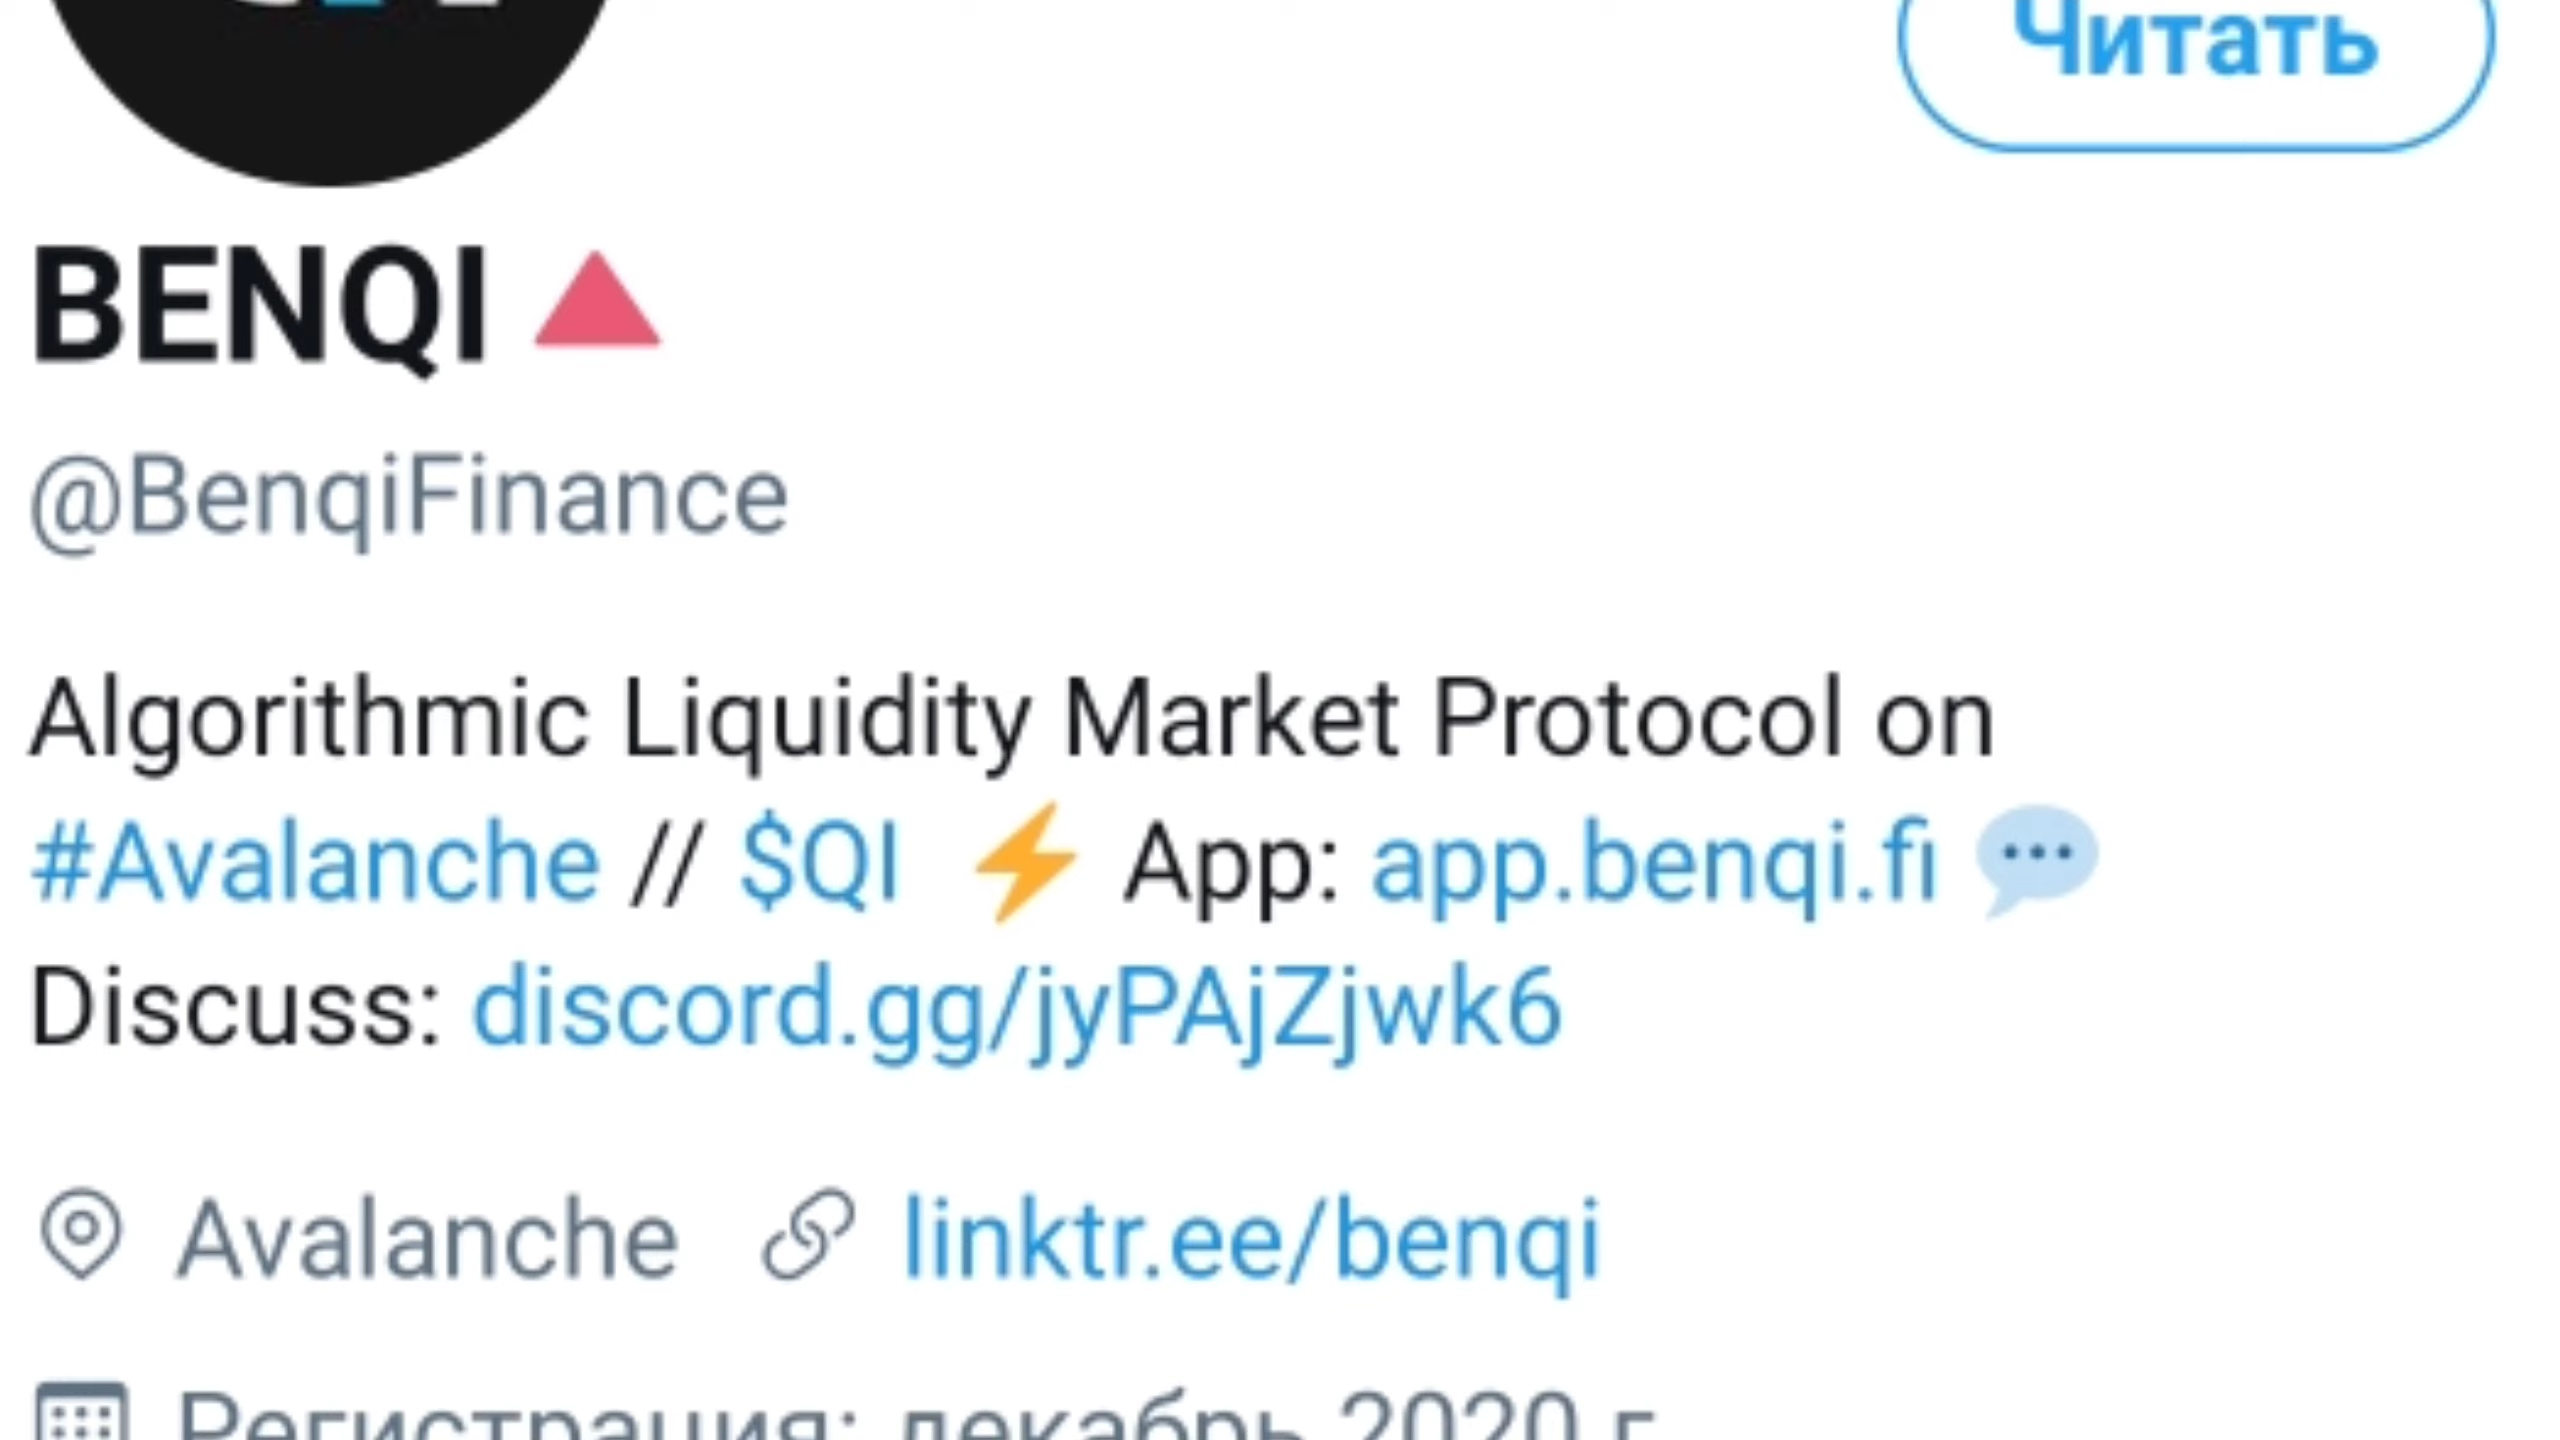 Читать
BENQI 🔺
@BenqiFinance
Algorithmic Liquidity Market Protocol on
#Avalanche // $QI ⚡ App: app.benqi.fi 💬
Discuss: discord.gg/jyPAjZjwk6
Avalanche linktr.ee/benqi
Регистрация: декабрь 2020 г.